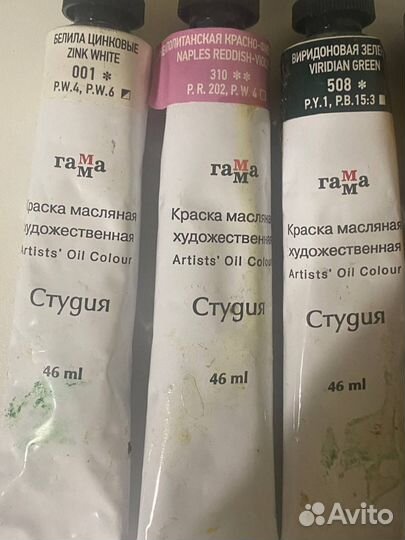 БЕЛИЛА ЦИНКОВЫЕ
ZINK WHITE
001 *
P.W.4, P.W.6
гаММа
Краска масляная
художественная
Artists' Oil Colour
Студия
46 ml
NAPLES REDDISH-
310 **
P.R. 202, P.W. 4
гаММа
Краска масляная
художественная
Artists' Oil Colour
Студия
46 ml
ВИРИДОНОВАЯ
VIRIDIAN GREEN
508 *
P.Y.1, P.B.15:3
гаММа
Краска масляная
художественная
Artists' Oil Colour
Студия
46 ml
Avito